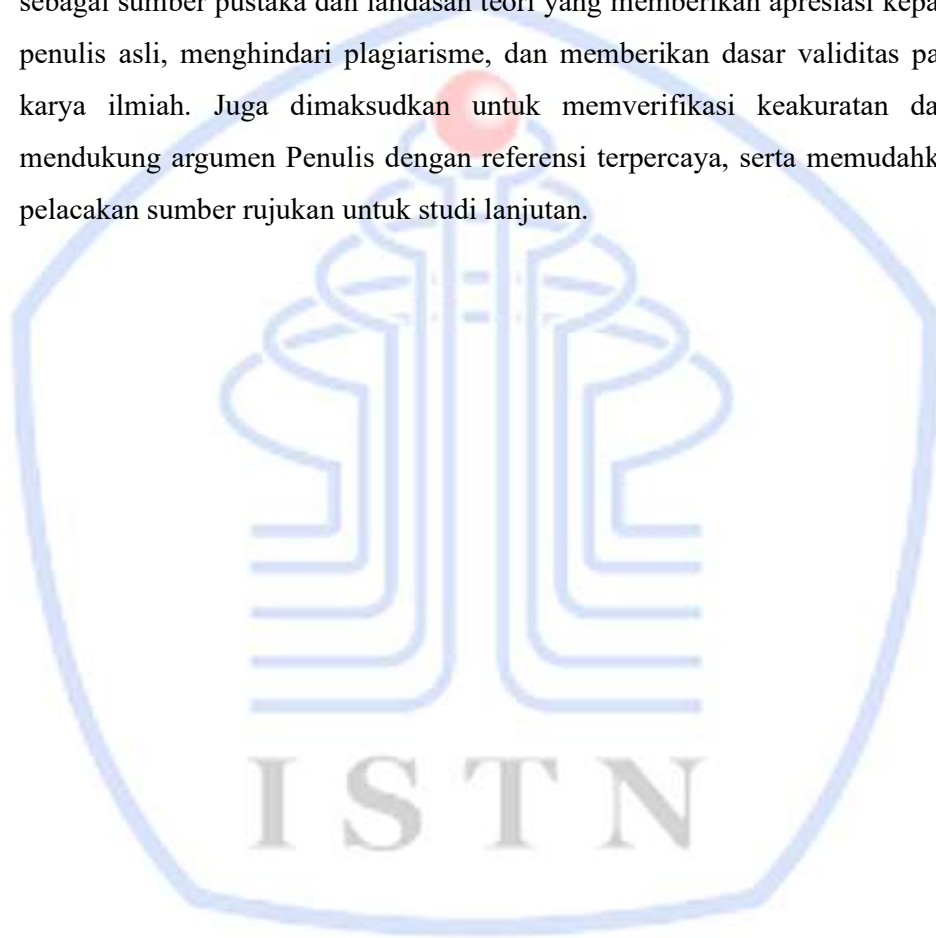 sebagai sumber pustaka dan landasan teori yang memberikan apresiasi kepa
penulis asli, menghindari plagiarisme, dan memberikan dasar validitas pa
karya ilmiah. Juga dimaksudkan untuk memverifikasi keakuratan da
mendukung argumen Penulis dengan referensi terpercaya, serta memudahk
pelacakan sumber rujukan untuk studi lanjutan.
ISTN